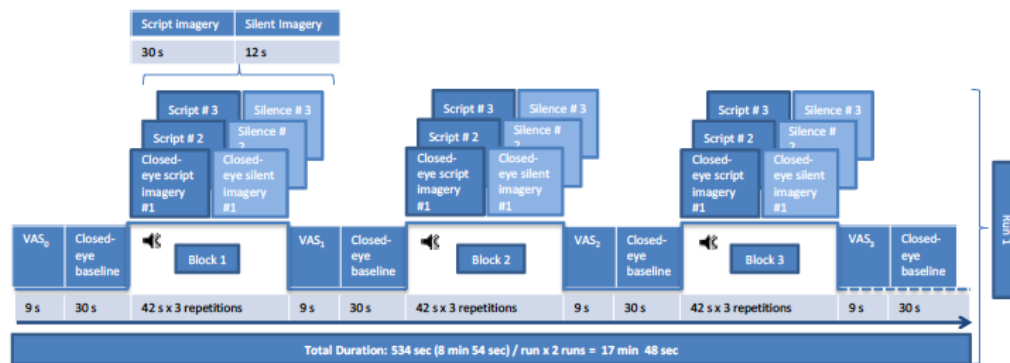 Script imagery Silent Imagery
30 s 12 s
Script # 3 Silence # 3
Script # 2 Silence # 2
Closed-eye script imagery #1 Closed-eye silent imagery #1
Script # 3 Silence # 3
Script # 2 Silence # 2
Closed-eye script imagery #1 Closed-eye silent imagery #1
Script # 3 Silence # 3
Script # 2 Silence # 2
Closed-eye script imagery #1 Closed-eye silent imagery #1
Run 1
VAS0 Closed-eye baseline Block 1 VAS1 Closed-eye baseline Block 2 VAS2 Closed-eye baseline Block 3 VAS3 Closed-eye baseline
9 s 30 s 42 s x 3 repetitions 9 s 30 s 42 s x 3 repetitions 9 s 30 s 42 s x 3 repetitions 9 s 30 s
Total Duration: 534 sec (8 min 54 sec) / run x 2 runs = 17 min 48 sec